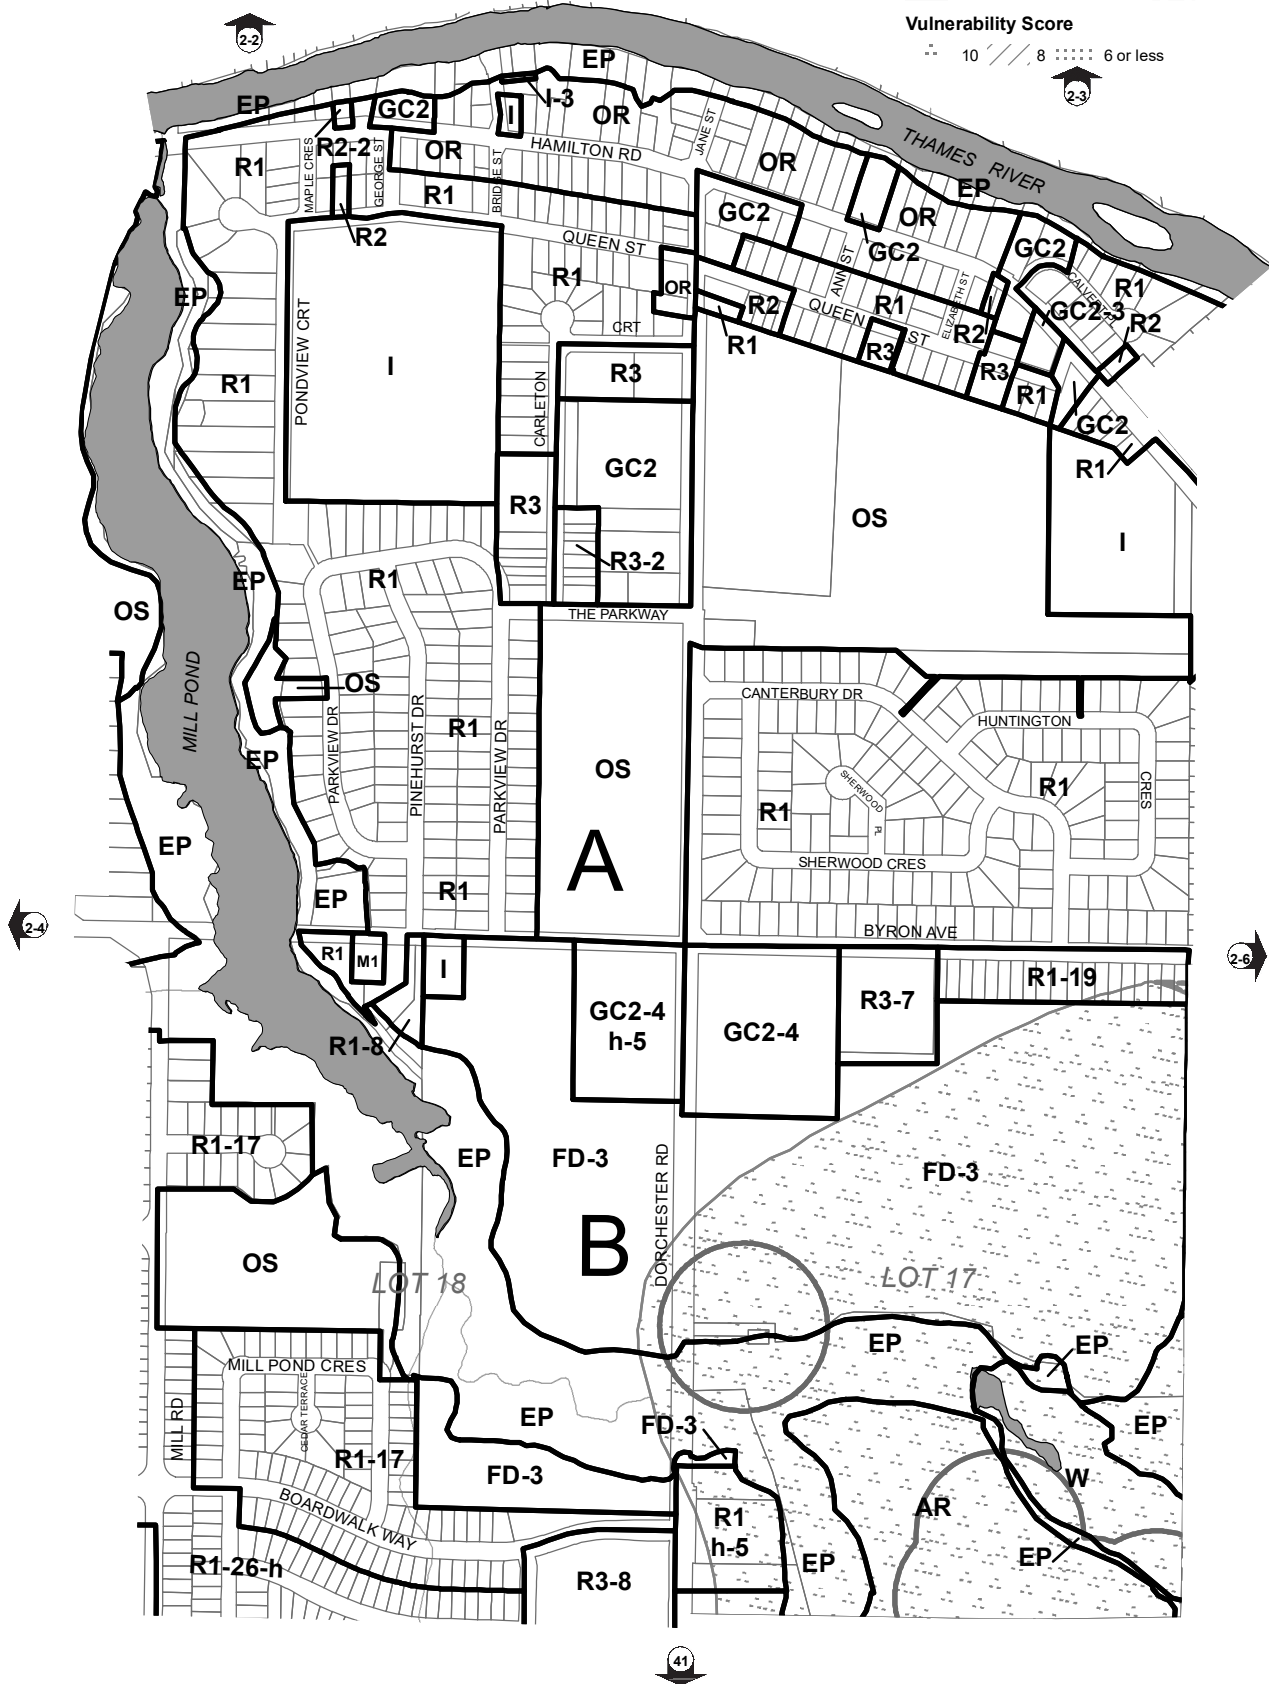 Vulnerability Score
10 8 6 or less
2-2
2-3
EP
EP
I-3
GC2
I
OR
R2-2
HAMILTON RD
JANE ST
THAMES RIVER
R1
MAPLE CRES
GEORGE ST
OR
BRIDGE ST
OR
EP
R1
GC2
OR
R2
QUEEN ST
GC2
GC2
ANN ST
EP
R1
OR
R2
R1
ELIZABETH ST
CALVERT PL
R1
GC2-3
R2
CRT
QUEEN ST
R2
R1
R3
PONDVIEW CRT
I
R3
R3
R1
R1
CARLETON
GC2
GC2
R1
R3
OS
I
R3-2
EP
R1
OS
THE PARKWAY
MILL POND
OS
CANTERBURY DR
HUNTINGTON
CRES
PARKVIEW DR
PINEHURST DR
R1
PARKVIEW DR
EP
OS
SHERWOOD
PL
R1
R1
EP
A
SHERWOOD CRES
EP
R1
2-4
BYRON AVE
R1
M1
I
2-6
R1-19
GC2-4
h-5
R3-7
GC2-4
R1-8
R1-17
EP
FD-3
DORCHESTER RD
FD-3
B
OS
LOT 18
LOT 17
EP
EP
MILL POND CRES
MILL RD
CEDAR TERRACE
EP
FD-3
EP
R1-17
FD-3
W
BOARDWALK WAY
R1
h-5
AR
R1-26-h
R3-8
EP
EP
41